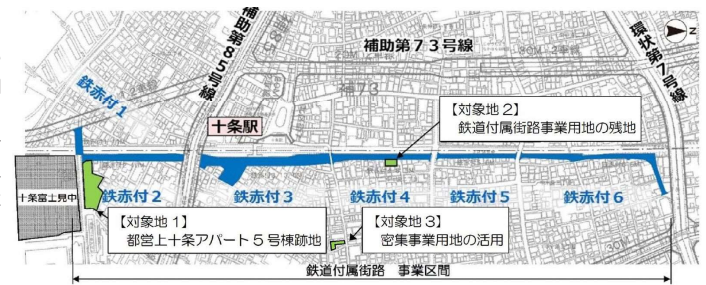 補助第85号線
補助第73号線
環状第7号線
N
鉄赤付1
十条駅
【対象地2】
鉄道付属街路事業用地の残地
十条富士見中
鉄赤付2
鉄赤付3
鉄赤付4
鉄赤付5
鉄赤付6
【対象地1】
都営上十条アパート5号棟跡地
【対象地3】
密集事業用地の活用
鉄道付属街路 事業区間